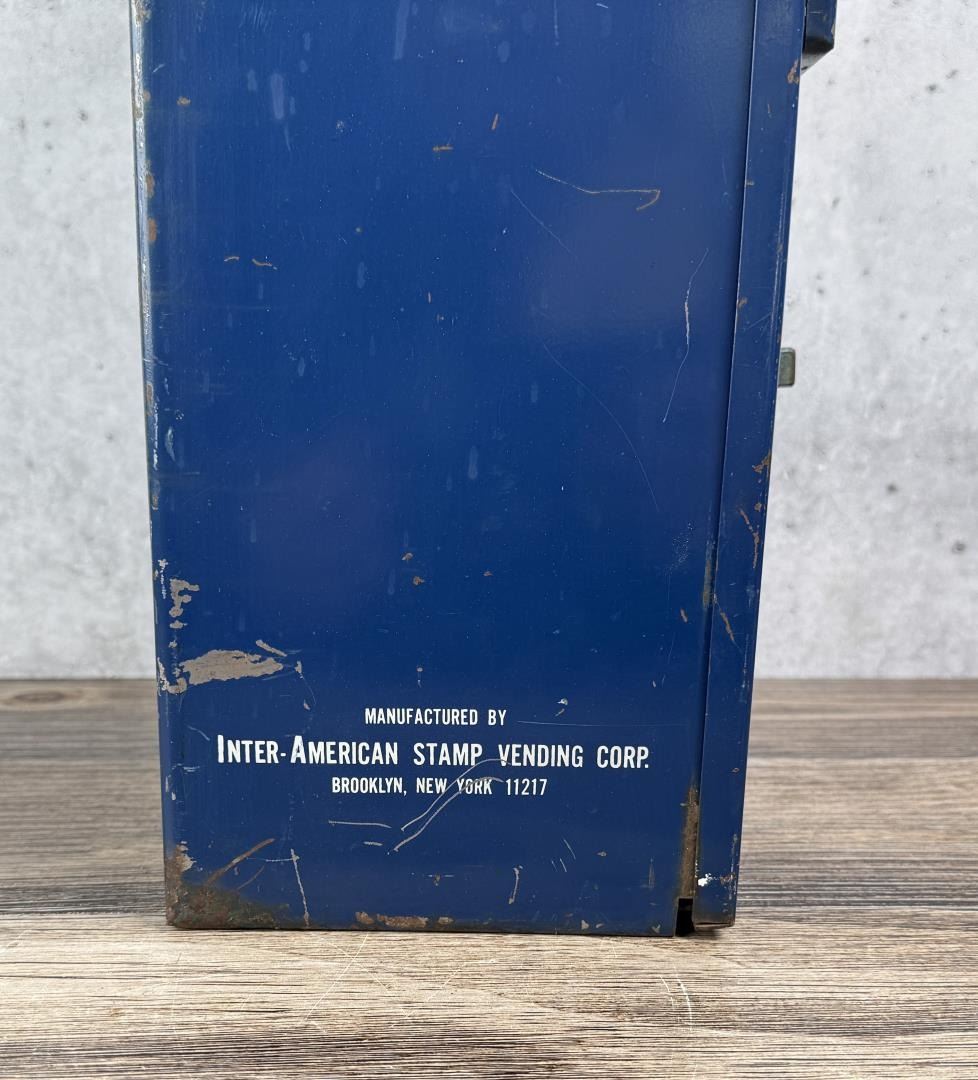 MANUFACTURED BY
INTER-AMERICAN STAMP VENDING CORP.
BROOKLYN, NEW YORK 11217